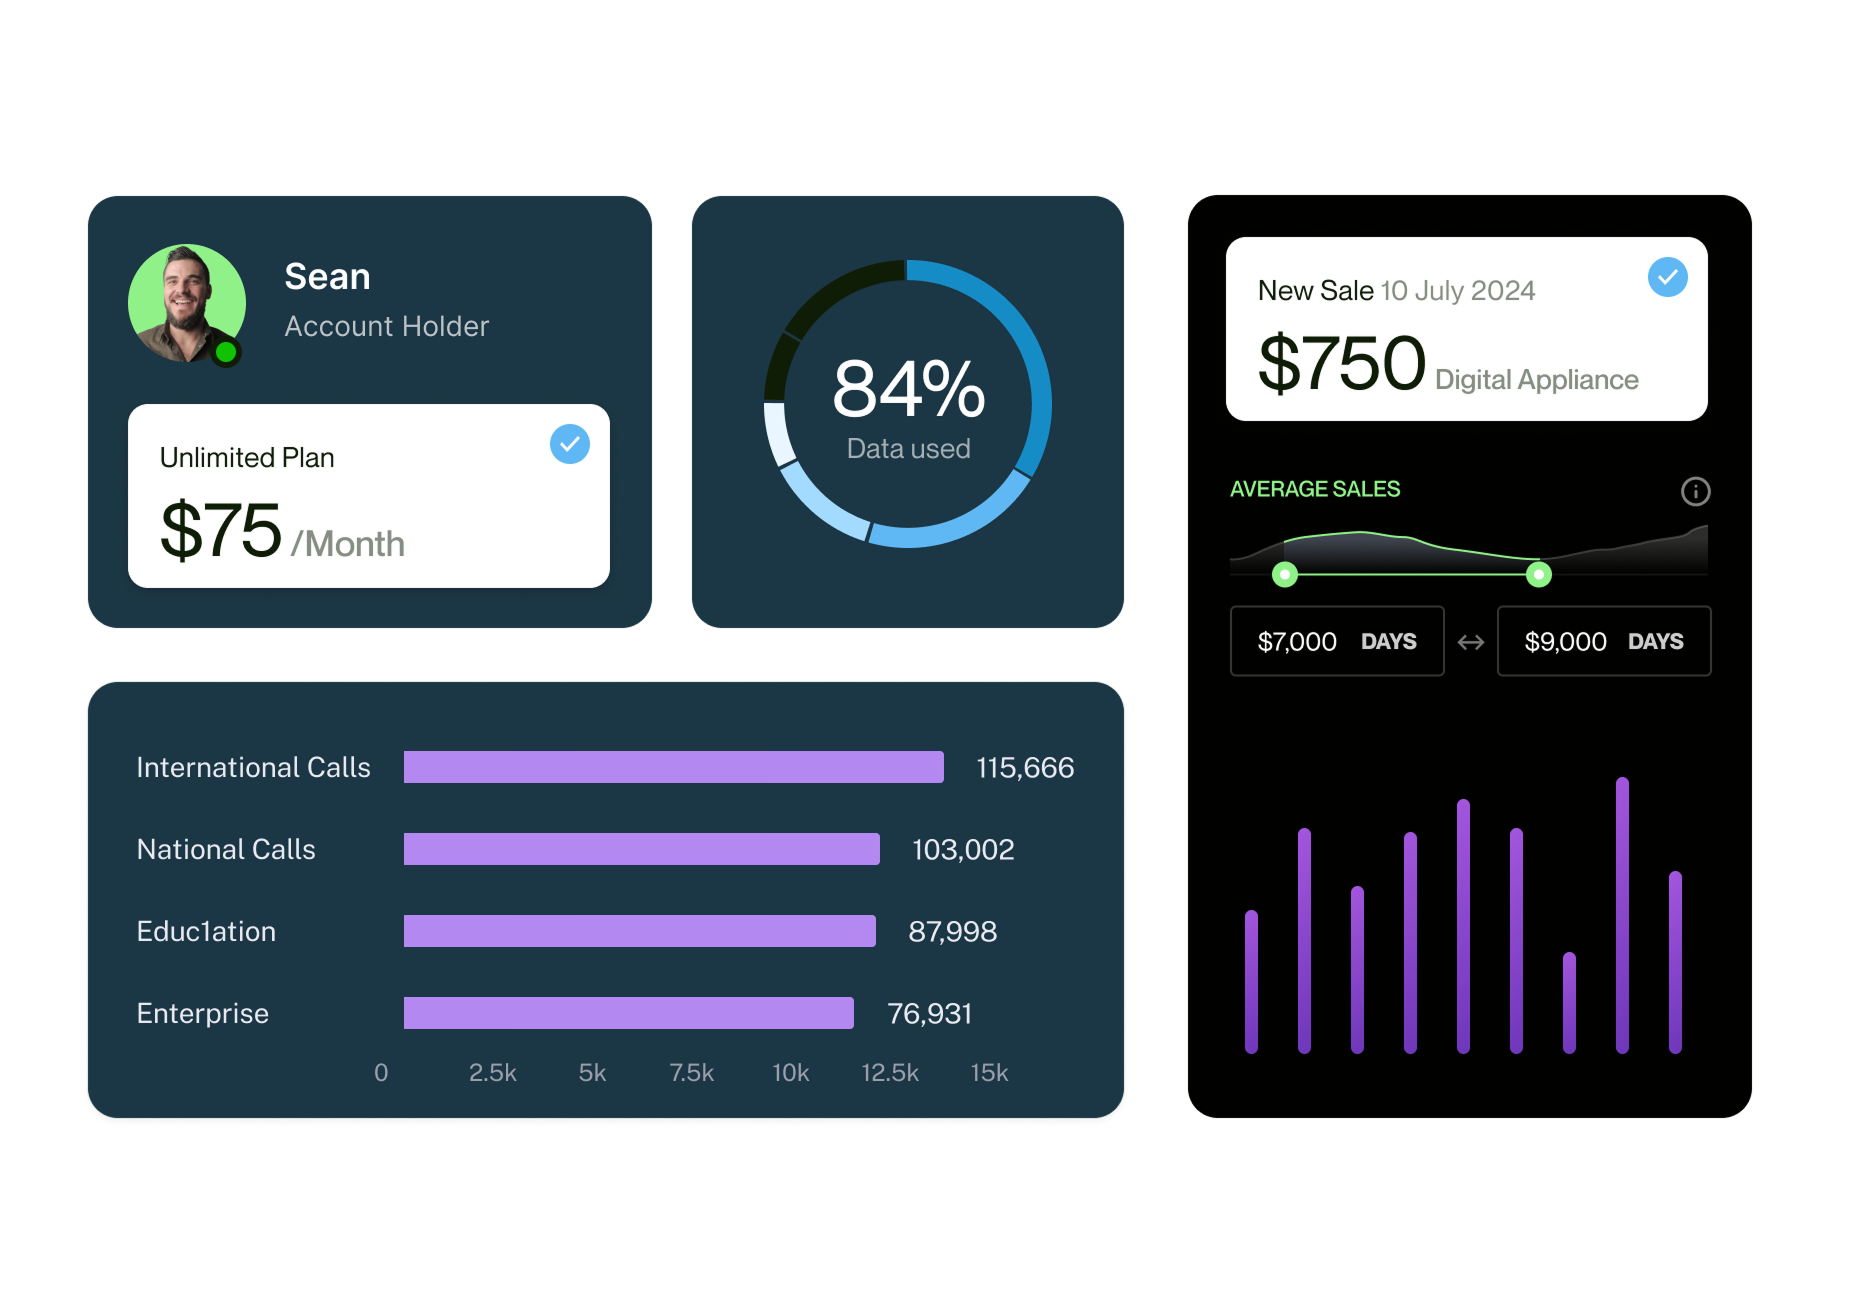 Sean
Account Holder
Unlimited Plan
$75 /Month
84%
Data used
International Calls 115,666
National Calls 103,002
Educ1ation 87,998
Enterprise 76,931
0 2.5k 5k 7.5k 10k 12.5k 15k
New Sale 10 July 2024
$750 Digital Appliance
AVERAGE SALES
$7,000 DAYS $9,000 DAYS